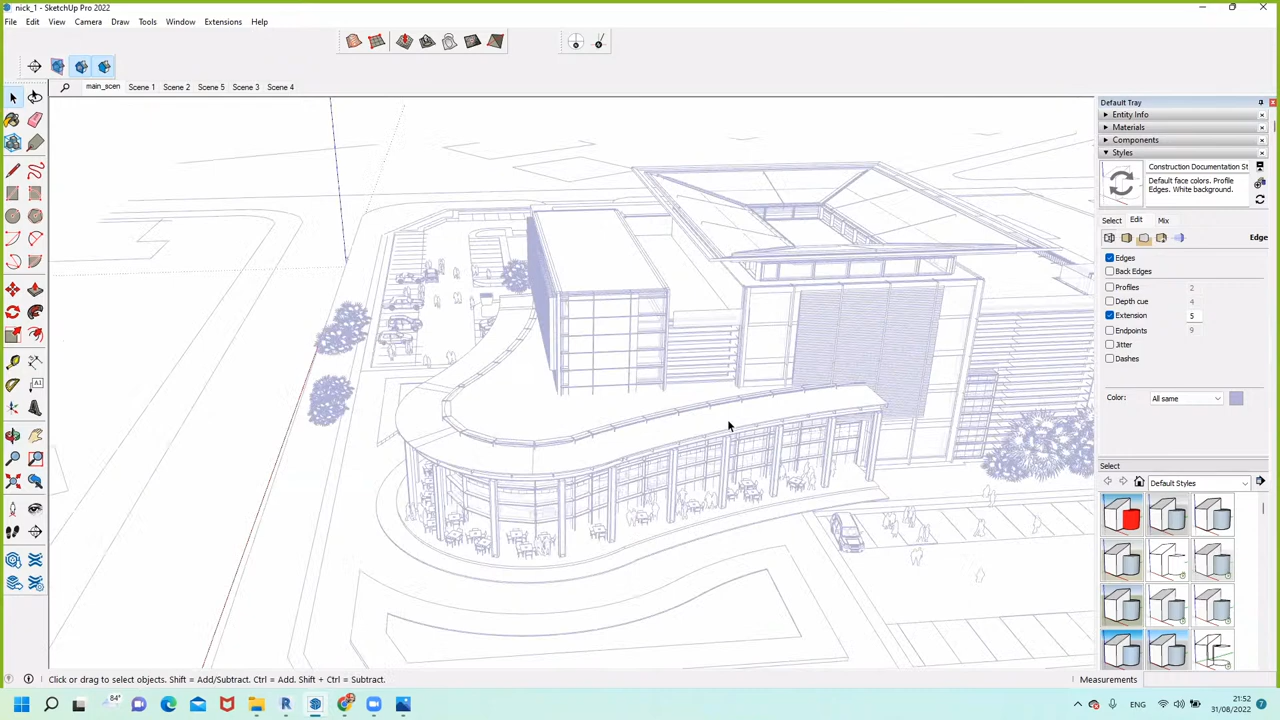 nick_1 - SketchUp Pro 2022
File Edit View Camera Draw Tools Window Extensions Help
main_scen Scene 1 Scene 2 Scene 5 Scene 3 Scene 4
Default Tray
Entity Info
Materials
Components
Styles
Construction Documentation St
Default face colors. Profile
Edges. White background.
Select Edit Mix
Edge
Edges
Back Edges
Profiles 2
Depth cue 4
Extension 5
Endpoints 9
Jitter
Dashes
Color: All same
Select
Default Styles
Click or drag to select objects. Shift = Add/Subtract. Ctrl = Add. Shift + Ctrl = Subtract.
Measurements
84°
ENG
21:52
31/08/2022